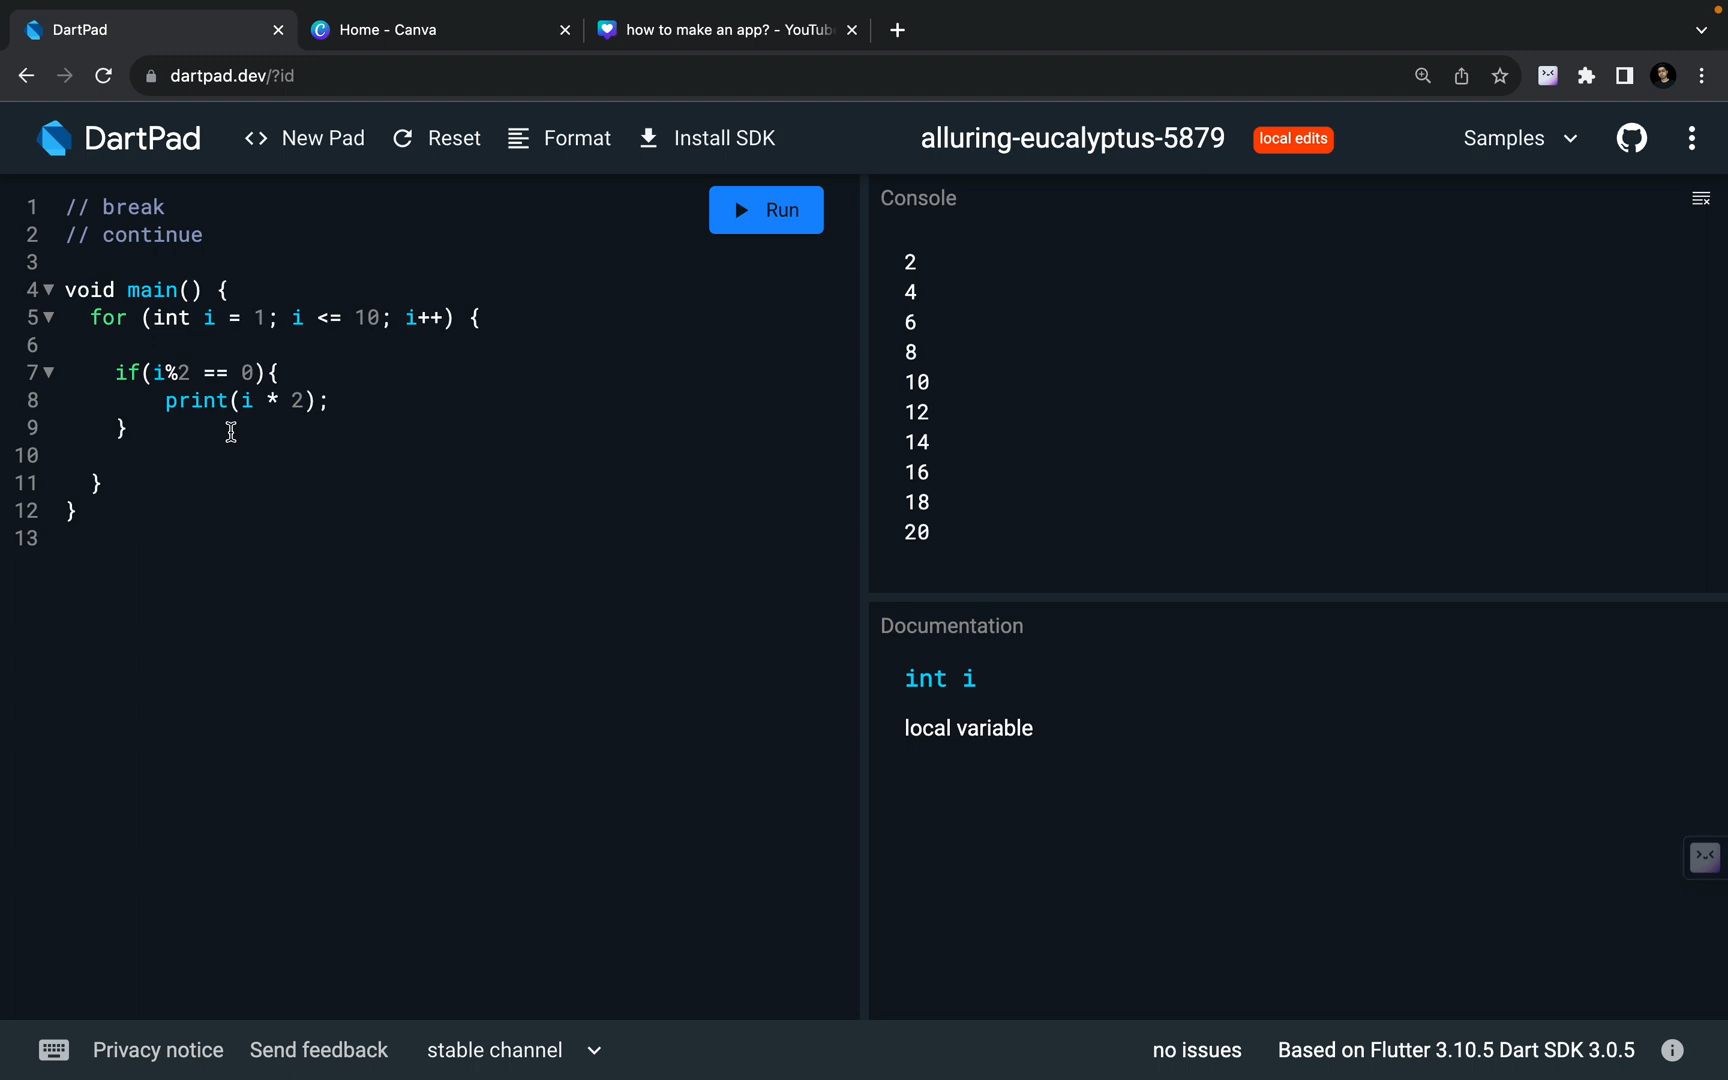 DartPad
Home - Canva
how to make an app? - YouTub
dartpad.dev/?id
DartPad
<> New Pad
Reset
Format
Install SDK
alluring-eucalyptus-5879
local edits
Samples
Run
1 // break
2 // continue
3
4 void main() {
5 for (int i = 1; i <= 10; i++) {
6
7 if(i%2 == 0){
8 print(i * 2);
9 }
10
11 }
12 }
13
Console
2
4
6
8
10
12
14
16
18
20
Documentation
int i
local variable
Privacy notice
Send feedback
stable channel
no issues
Based on Flutter 3.10.5 Dart SDK 3.0.5